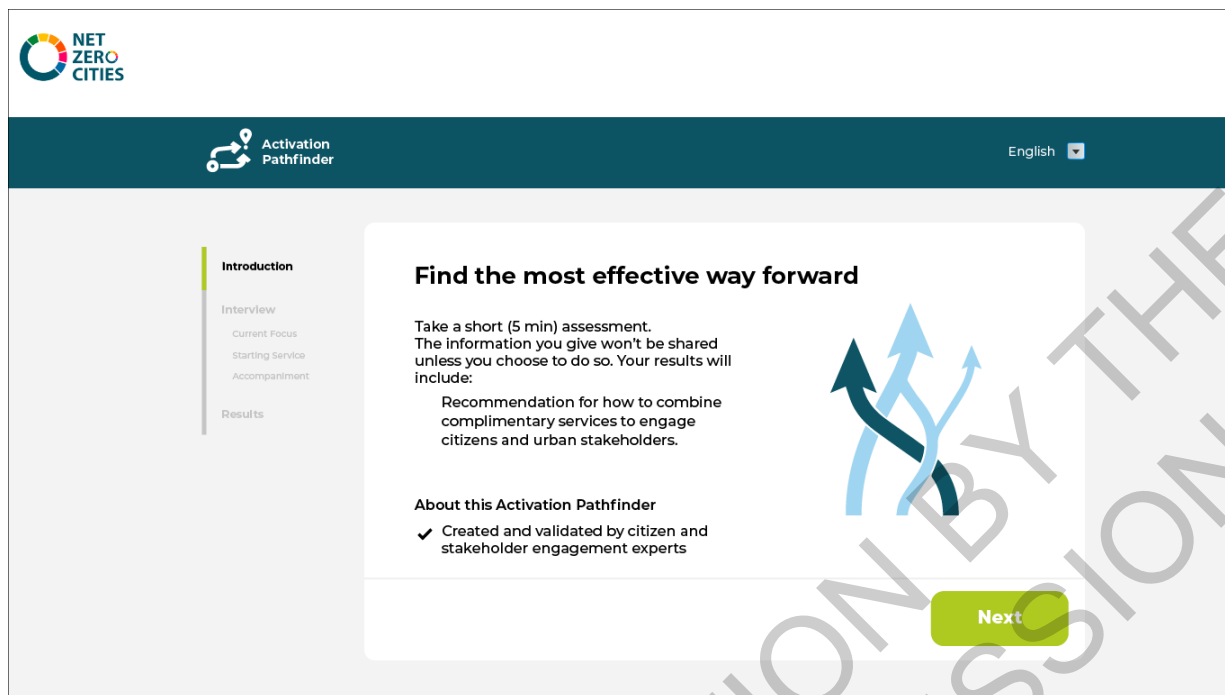 NET
ZERO
CITIES
Activation
Pathfinder
English
Introduction
Interview
Current Focus
Starting Service
Accompaniment
Results
Find the most effective way forward
Take a short (5 min) assessment.
The information you give won't be shared
unless you choose to do so. Your results will
include:
Recommendation for how to combine
complimentary services to engage
citizens and urban stakeholders.
About this Activation Pathfinder
Created and validated by citizen and
stakeholder engagement experts
Next
BY THE